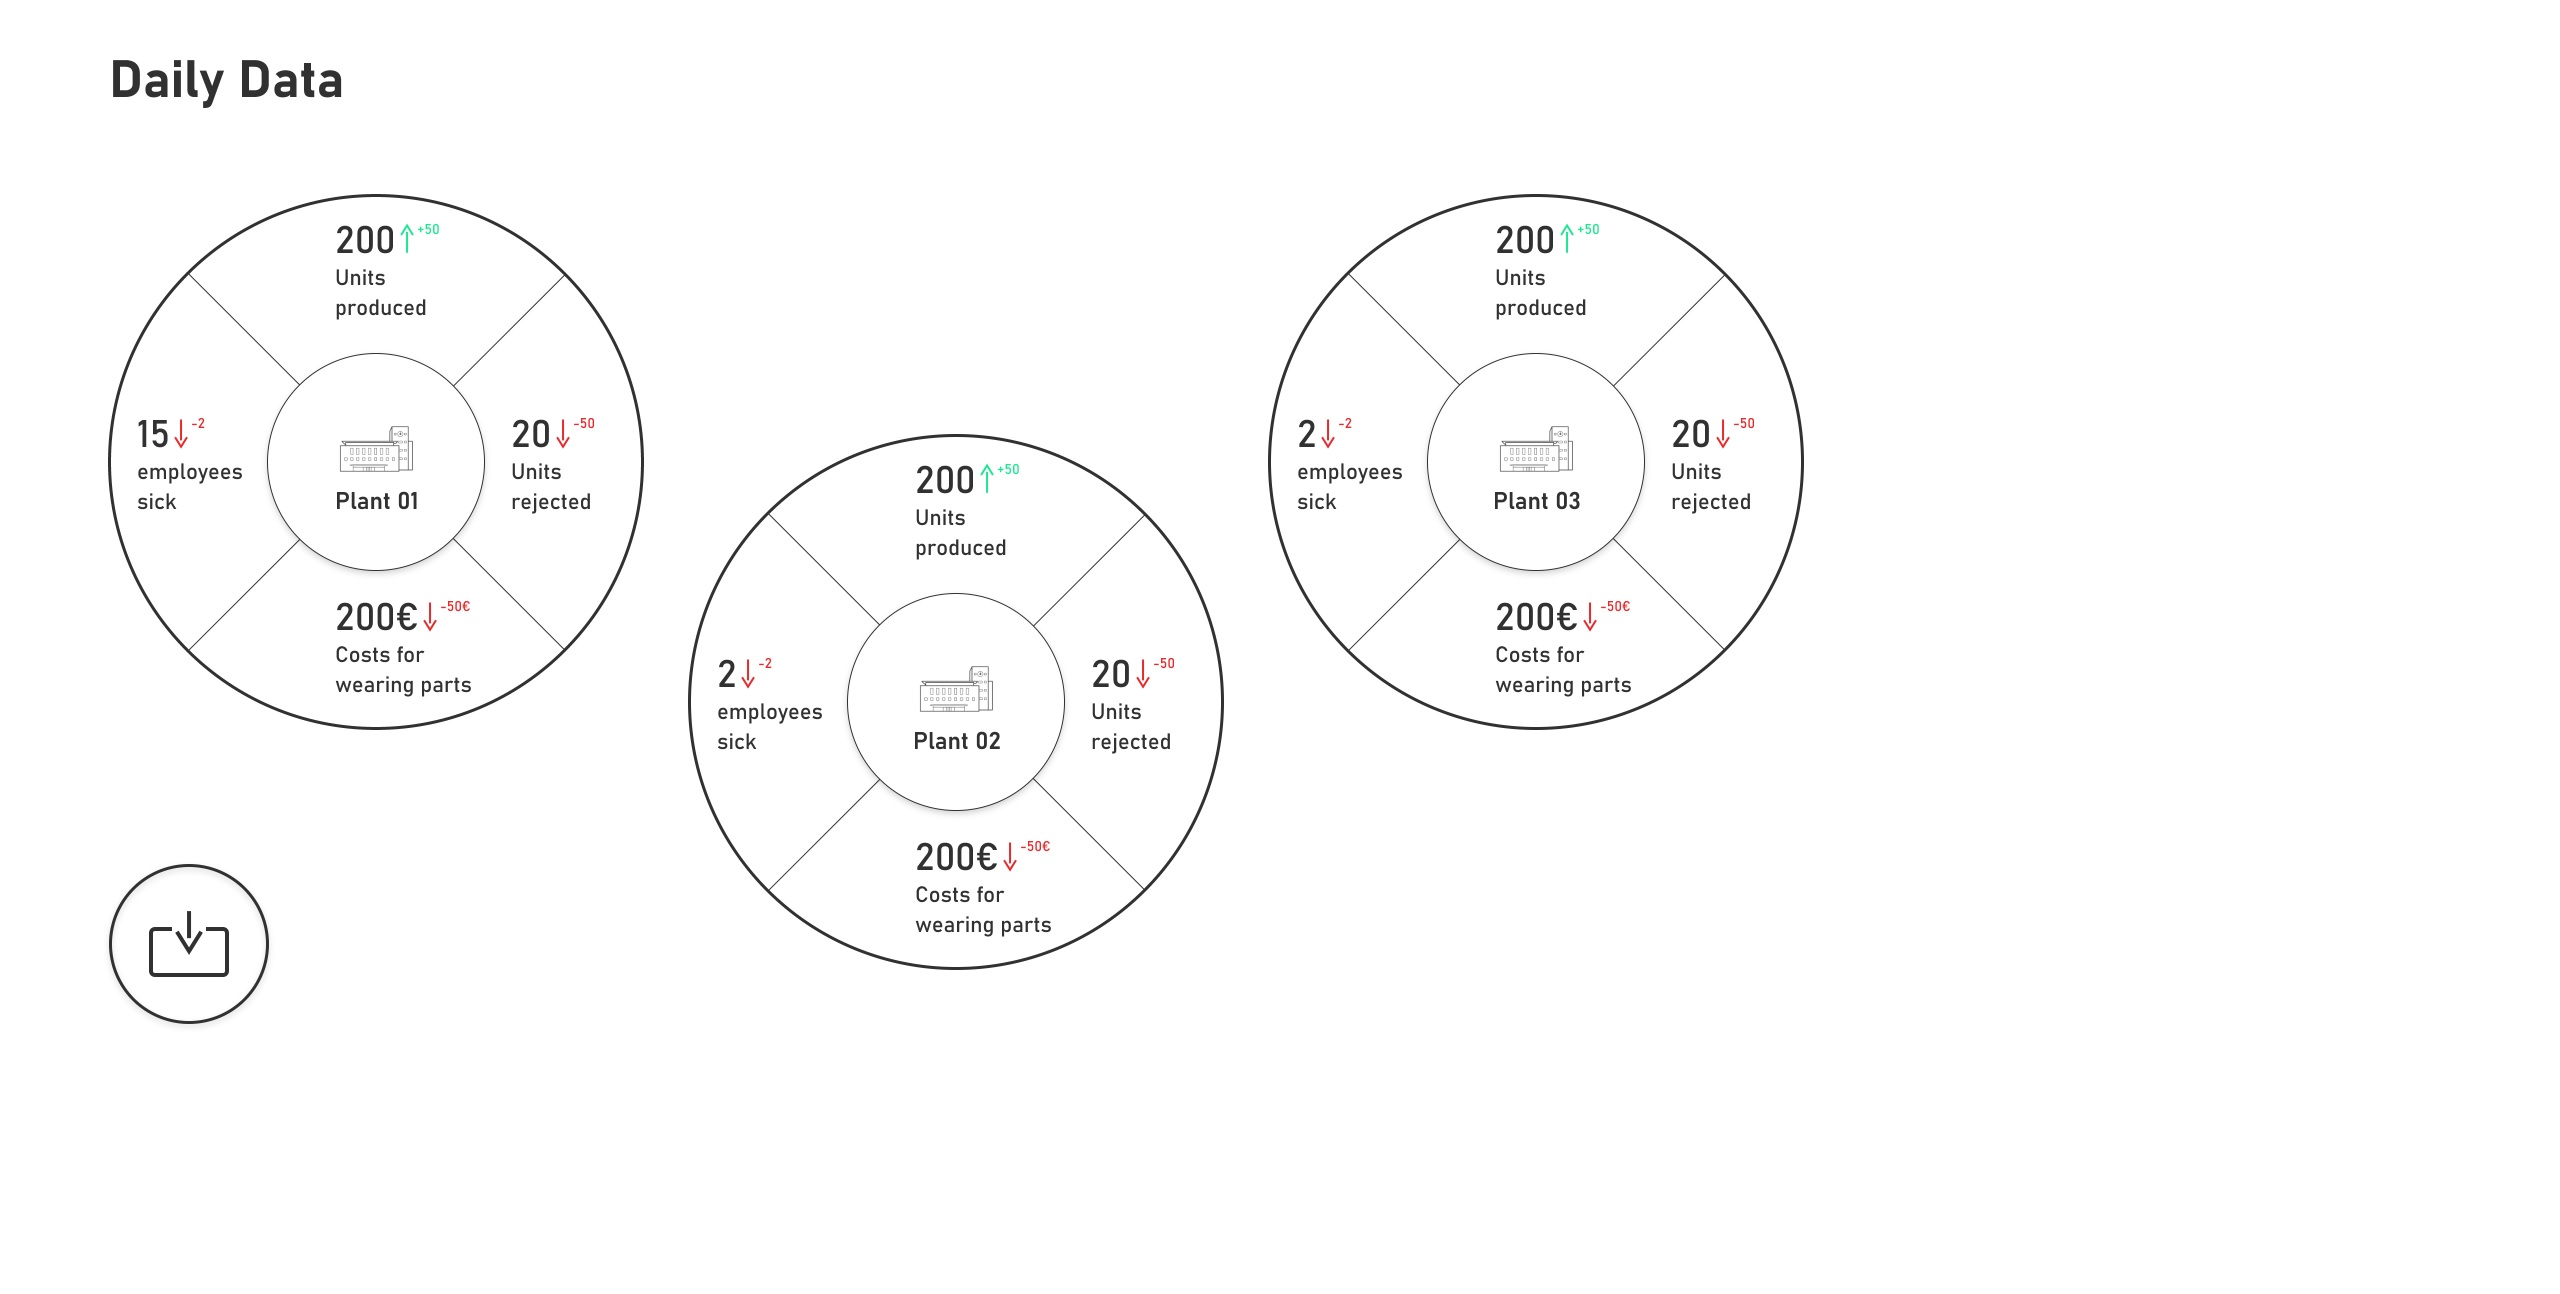 Daily Data
200 +50
Units
produced
15 -2
employees
sick
Plant 01
20 -50
Units
rejected
200€ -50€
Costs for
wearing parts
200 +50
Units
produced
2 -2
employees
sick
Plant 02
20 -50
Units
rejected
200€ -50€
Costs for
wearing parts
200 +50
Units
produced
2 -2
employees
sick
Plant 03
20 -50
Units
rejected
200€ -50€
Costs for
wearing parts